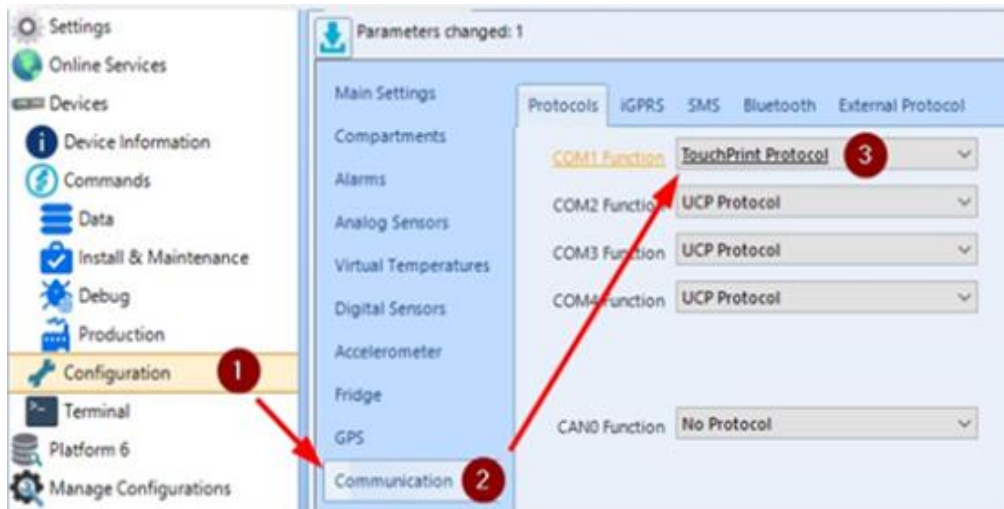 Settings
Online Services
Devices
Device Information
Commands
Data
Install & Maintenance
Debug
Production
Configuration 1
Terminal
Platform 6
Manage Configurations
Parameters changed: 1
Main Settings
Compartments
Alarms
Analog Sensors
Virtual Temperatures
Digital Sensors
Accelerometer
Fridge
GPS
Communication 2
Protocols iGPRS SMS Bluetooth External Protocol
COM1 Function TouchPrint Protocol 3
COM2 Function UCP Protocol
COM3 Function UCP Protocol
COM4 Function UCP Protocol
CAN0 Function No Protocol